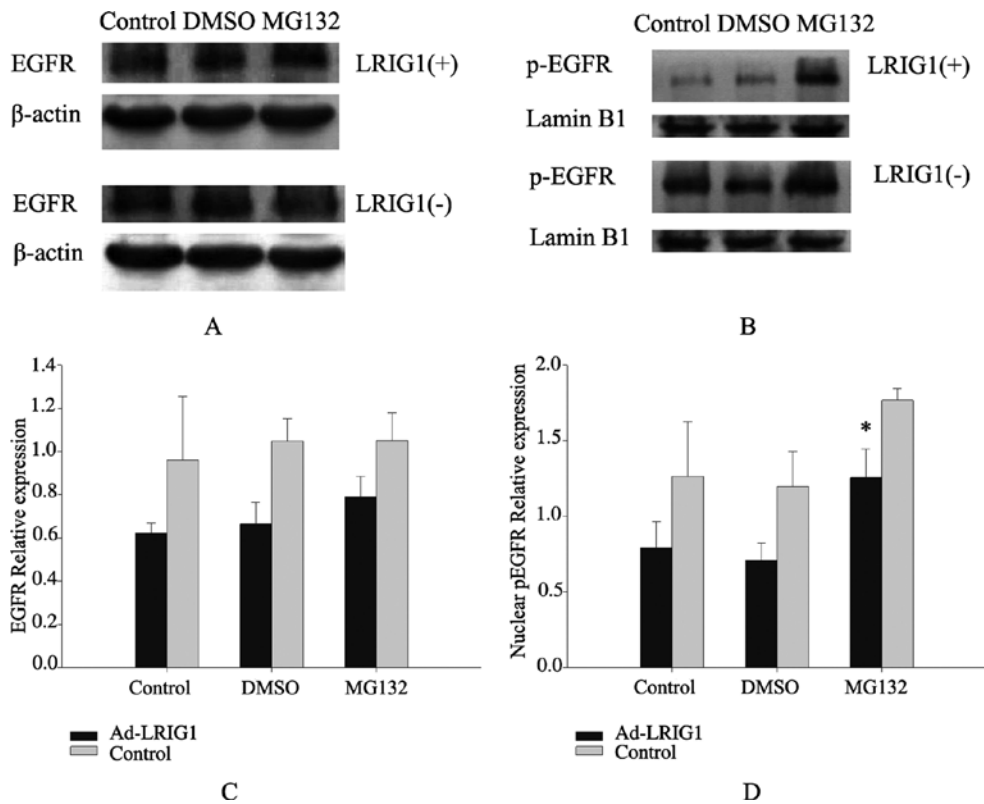 Control DMSO MG132
EGFR LRIG1(+)
β-actin
EGFR LRIG1(-)
β-actin
A
Control DMSO MG132
p-EGFR LRIG1(+)
Lamin B1
p-EGFR LRIG1(-)
Lamin B1
B
EGFR Relative expression
1.4
1.2
1.0
0.8
0.6
0.4
0.2
0.0
Control DMSO MG132
Ad-LRIG1
Control
C
Nuclear pEGFR Relative expression
2.0
1.5
1.0
0.5
0.0
*
Control DMSO MG132
Ad-LRIG1
Control
D